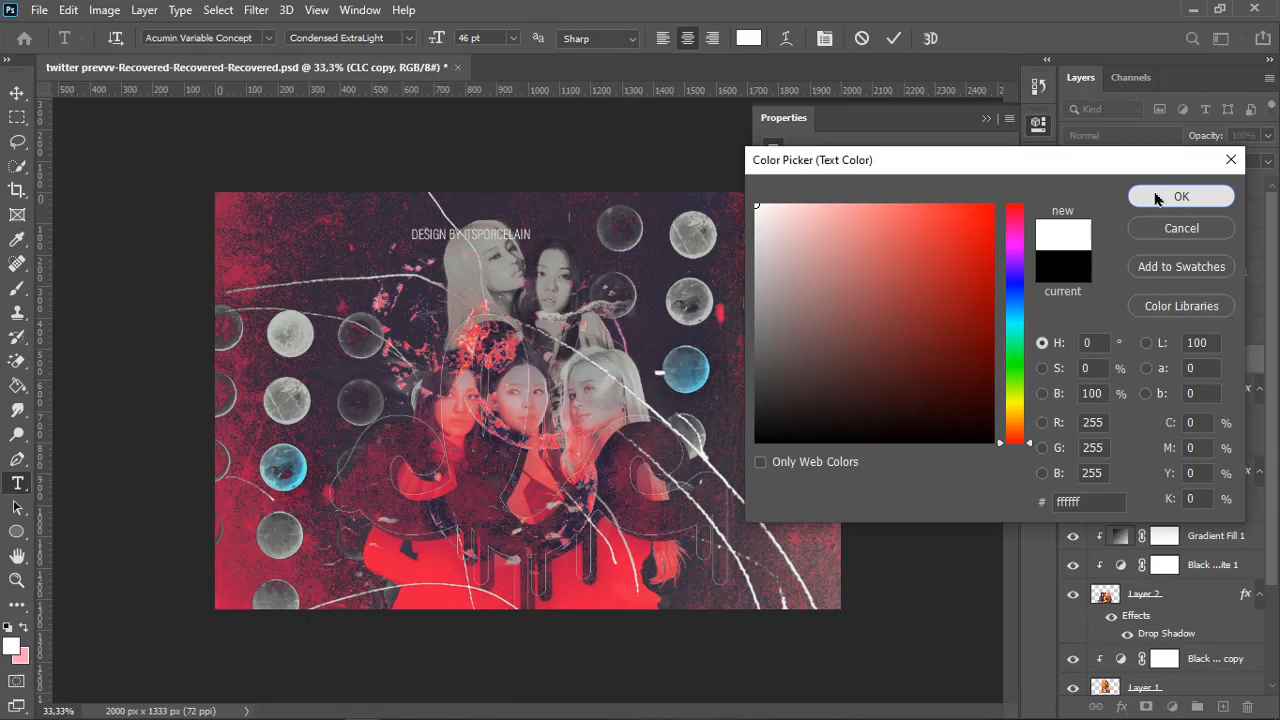 Ps File Edit Image Layer Type Select Filter 3D View Window Help
T Acumin Variable Concept Condensed ExtraLight 46 pt Sharp 3D
twitter prevvv-Recovered-Recovered-Recovered.psd @ 33,3% (CLC copy, RGB/8#) * ×
Layers Channels
Kind
Normal Opacity: 100%
Properties
Color Picker (Text Color)
OK
new
Cancel
Add to Swatches
current
Color Libraries
H: 0 ° L: 100
S: 0 % a: 0
B: 100 % b: 0
R: 255 C: 0 %
G: 255 M: 0 %
B: 255 Y: 0 %
# ffffff K: 0 %
Only Web Colors
DESIGN BY ITSPORCELAIN
Gradient Fill 1
Black ...ite 1
Layer 2 fx
Effects
Drop Shadow
Black ... copy
Layer 1
33,33% 2000 px x 1333 px (72 ppi)